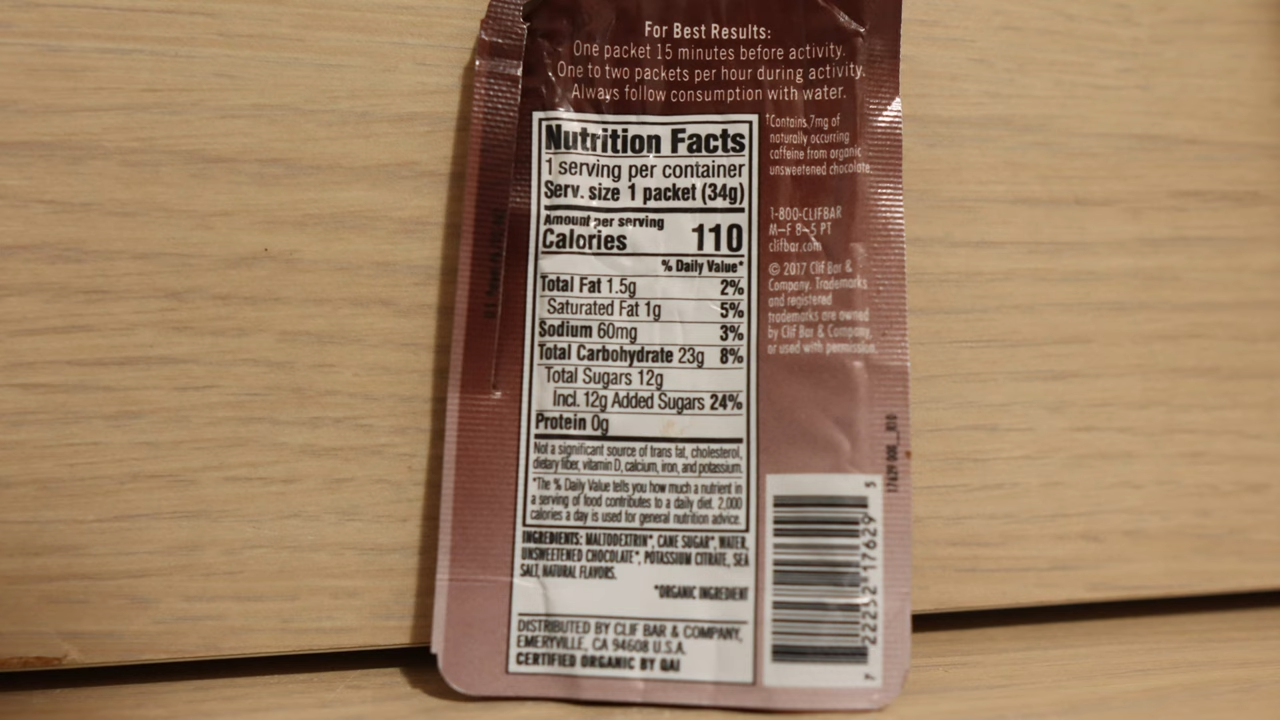 For Best Results:
One packet 15 minutes before activity.
One to two packets per hour during activity.
Always follow consumption with water.
Nutrition Facts
1 serving per container
Serv. size 1 packet (34g)
Amount per serving
Calories 110
% Daily Value*
Total Fat 1.5g 2%
Saturated Fat 1g 5%
Sodium 60mg 3%
Total Carbohydrate 23g 8%
Total Sugars 12g
Incl. 12g Added Sugars 24%
Protein 0g
Not a significant source of trans fat, cholesterol,
dietary fiber, vitamin D, calcium, iron, and potassium.
*The % Daily Value tells you how much a nutrient in
a serving of food contributes to a daily diet. 2,000
calories a day is used for general nutrition advice.
INGREDIENTS: MALTODEXTRIN*, CANE SUGAR*, WATER,
UNSWEETENED CHOCOLATE*, POTASSIUM CITRATE, SEA
SALT, NATURAL FLAVORS.
*ORGANIC INGREDIENT
DISTRIBUTED BY CLIF BAR & COMPANY,
EMERYVILLE, CA 94608 U.S.A.
CERTIFIED ORGANIC BY QAI
†Contains 7mg of
naturally occurring
caffeine from organic
unsweetened chocolate.
1-800-CLIFBAR
M–F 8–5 PT
clifbar.com
© 2017 Clif Bar &
Company. Trademarks
and registered
trademarks are owned
by Clif Bar & Company,
or used with permission.
7 22252 17629 5